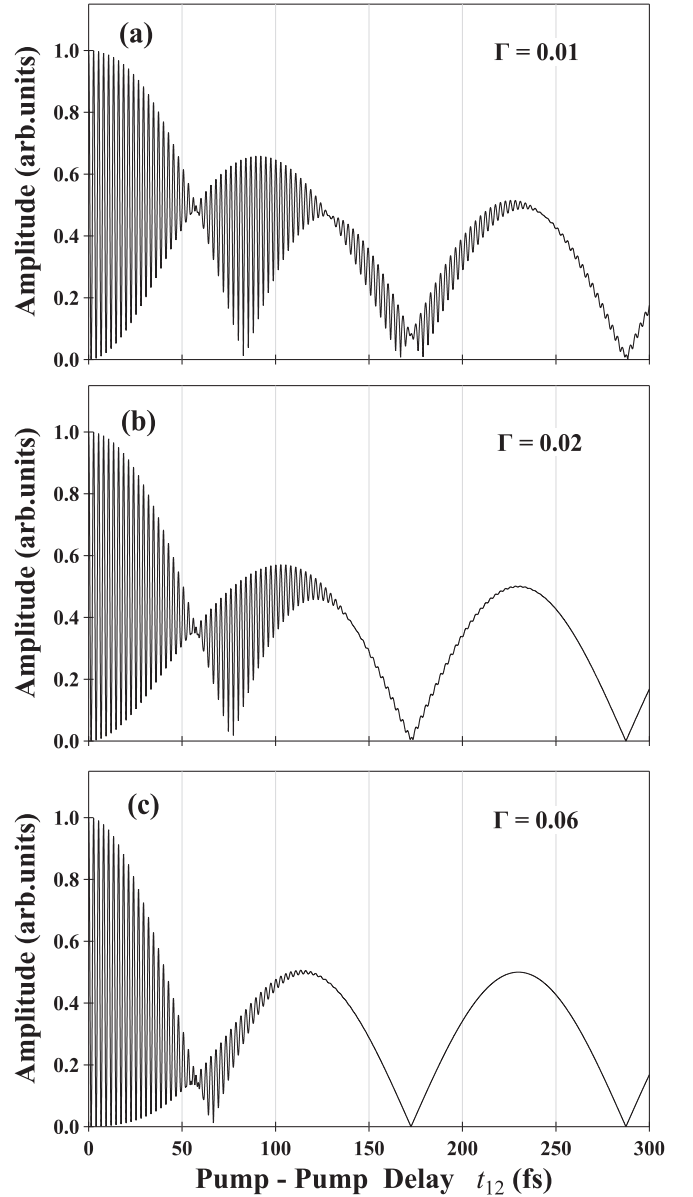 (a)
Γ = 0.01
1.0
0.8
0.6
0.4
0.2
0.0
Amplitude (arb.units)
(b)
Γ = 0.02
1.0
0.8
0.6
0.4
0.2
0.0
Amplitude (arb.units)
(c)
Γ = 0.06
1.0
0.8
0.6
0.4
0.2
0.0
Amplitude (arb.units)
0 50 100 150 200 250 300
Pump - Pump Delay t₁₂ (fs)